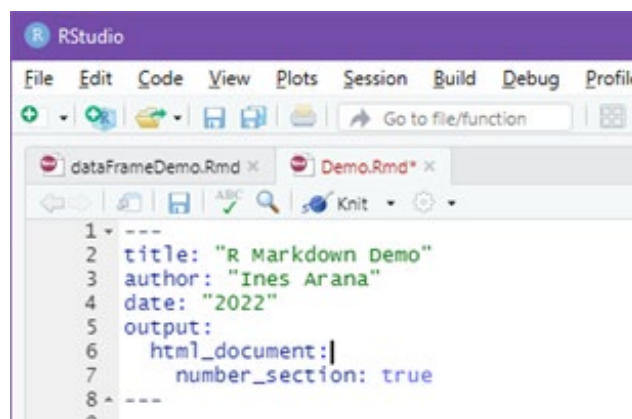 RStudio
File Edit Code View Plots Session Build Debug Profile
Go to file/function
dataFrameDemo.Rmd × Demo.Rmd* ×
ABC Knit
1 ---
2 title: "R Markdown Demo"
3 author: "Ines Arana"
4 date: "2022"
5 output:
6 html_document:
7 number_section: true
8 ---